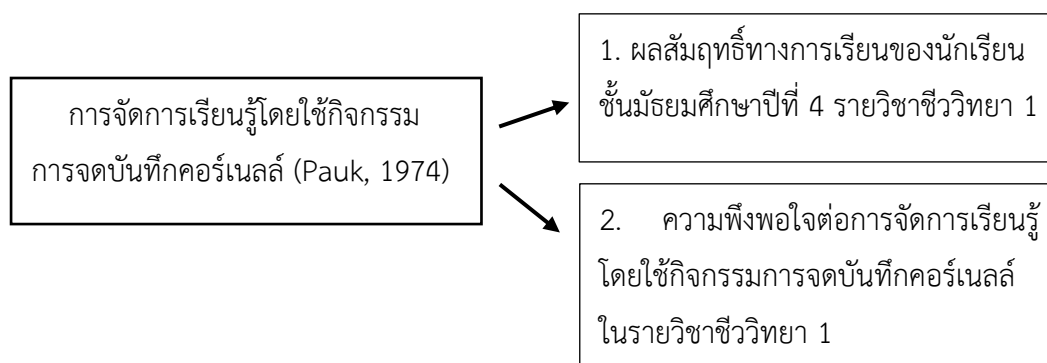 การจัดการเรียนรู้โดยใช้กิจกรรม
การจดบันทึกคอร์เนลล์ (Pauk, 1974)
1. ผลสัมฤทธิ์ทางการเรียนของนักเรียน
ชั้นมัธยมศึกษาปีที่ 4 รายวิชาชีววิทยา 1
2. ความพึงพอใจต่อการจัดการเรียนรู้
โดยใช้กิจกรรมการจดบันทึกคอร์เนลล์
ในรายวิชาชีววิทยา 1